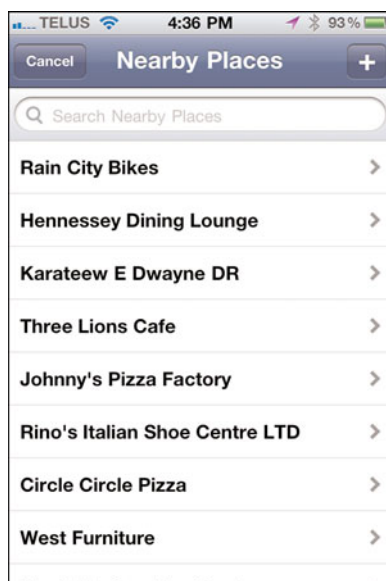 TELUS 4:36 PM 93%
Cancel Nearby Places +
Search Nearby Places
Rain City Bikes
Hennessey Dining Lounge
Karateew E Dwayne DR
Three Lions Cafe
Johnny's Pizza Factory
Rino's Italian Shoe Centre LTD
Circle Circle Pizza
West Furniture